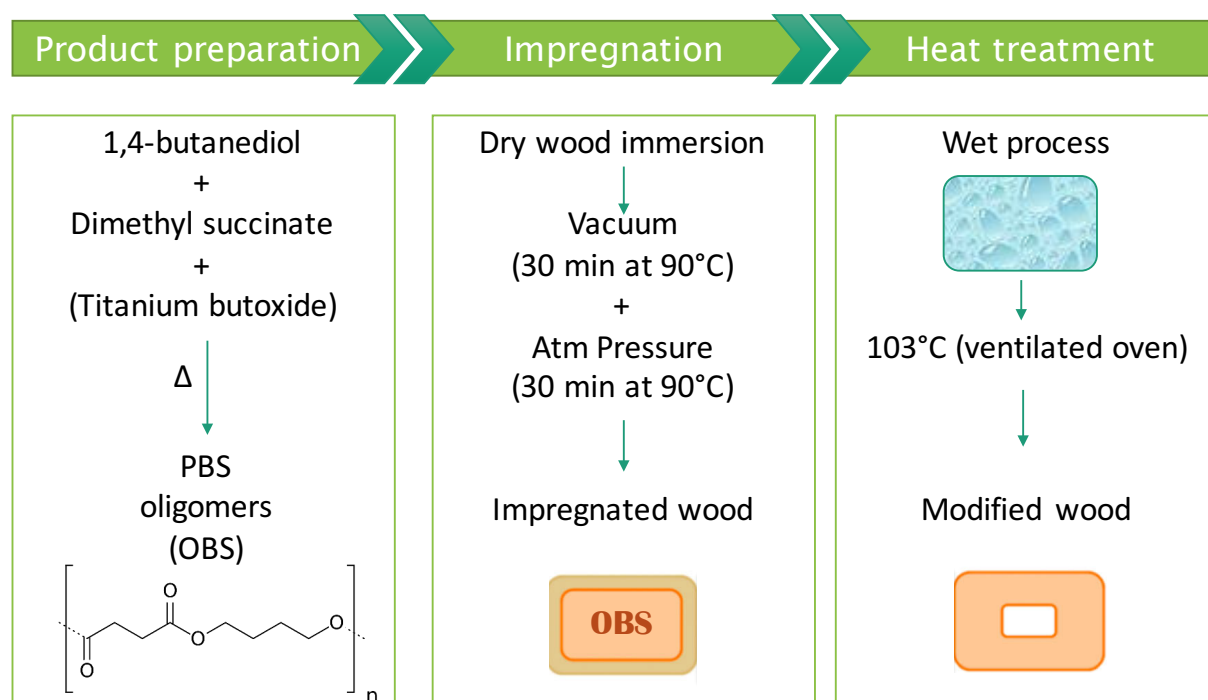 Product preparation
Impregnation
Heat treatment
1,4-butanediol
+
Dimethyl succinate
+
(Titanium butoxide)
Δ
PBS
oligomers
(OBS)
O
O
O
O
n
Dry wood immersion
Vacuum
(30 min at 90°C)
+
Atm Pressure
(30 min at 90°C)
Impregnated wood
OBS
Wet process
103°C (ventilated oven)
Modified wood